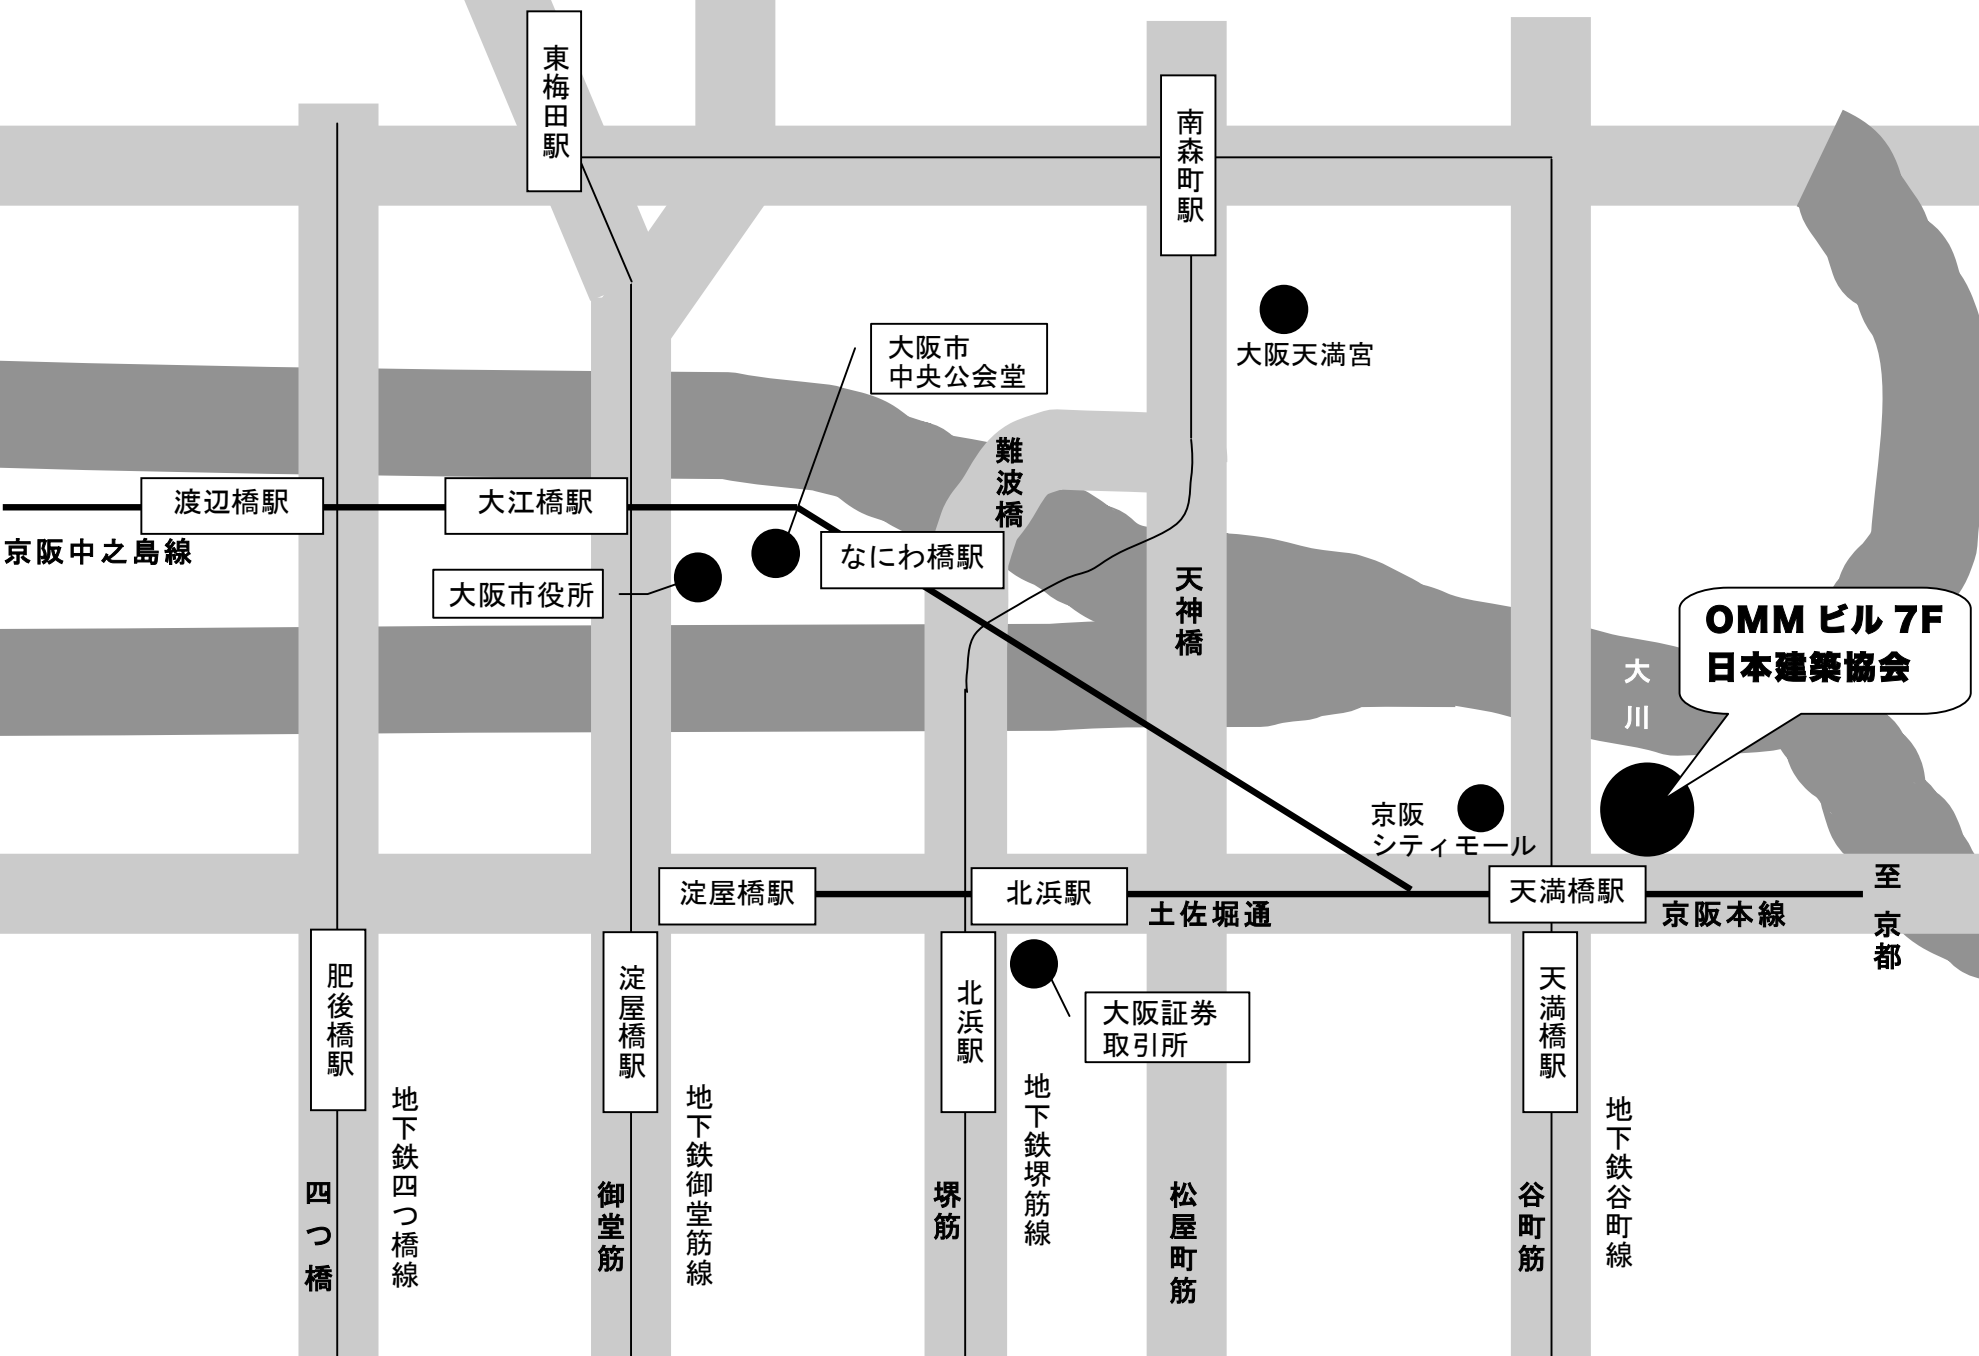 東梅田駅
南森町駅
大阪天満宮
大阪市
中央公会堂
難波橋
渡辺橋駅
大江橋駅
京阪中之島線
なにわ橋駅
大阪市役所
天神橋
OMM ビル 7F
日本建築協会
大川
京阪
シティモール
淀屋橋駅
北浜駅
土佐堀通
天満橋駅
京阪本線
至 京都
肥後橋駅
淀屋橋駅
北浜駅
大阪証券
取引所
天満橋駅
四つ橋
地下鉄四つ橋線
御堂筋
地下鉄御堂筋線
堺筋
地下鉄堺筋線
松屋町筋
谷町筋
地下鉄谷町線